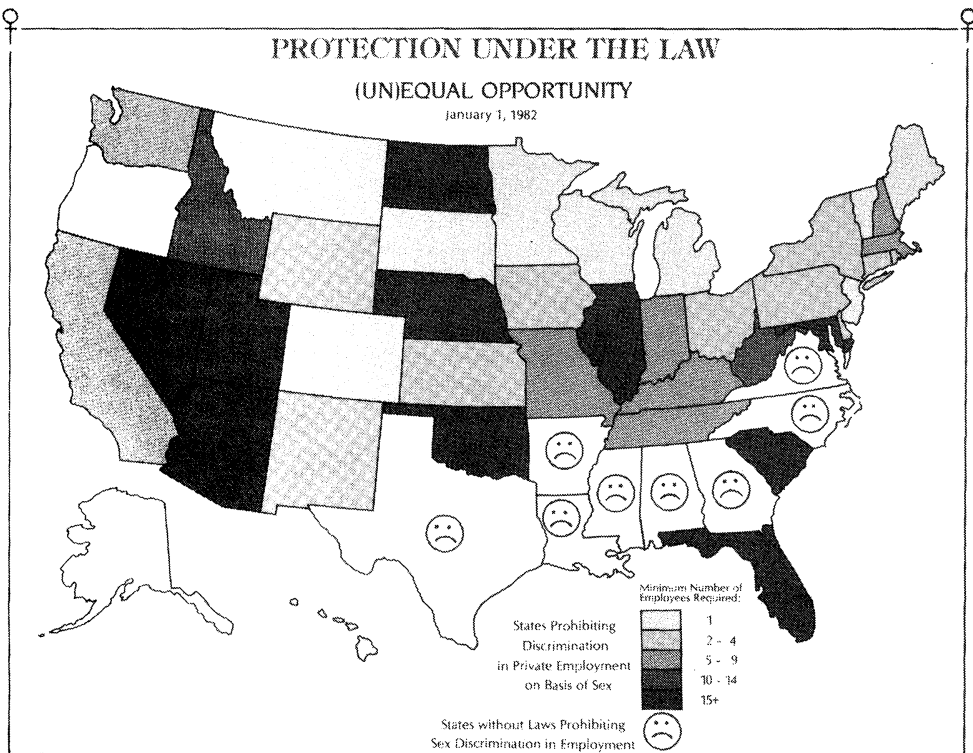 PROTECTION UNDER THE LAW
(UN)EQUAL OPPORTUNITY
January 1, 1982
Minimum Number of
Employees Required:
States Prohibiting
Discrimination
in Private Employment
on Basis of Sex
1
2 - 4
5 - 9
10 - 14
15+
States without Laws Prohibiting
Sex Discrimination in Employment